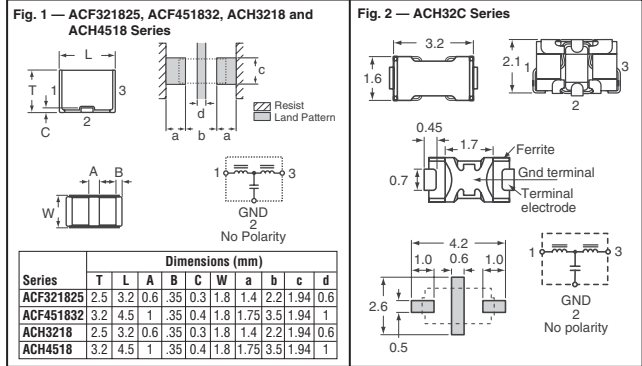 Fig. 1 — ACF321825, ACF451832, ACH3218 and
ACH4518 Series
L
T
1
3
2
C
c
d
a
b
a
Resist
Land Pattern
A
B
W
1
3
GND
2
No Polarity
Dimensions (mm)
Series T L A B C W a b c d
ACF321825 2.5 3.2 0.6 .35 0.3 1.8 1.4 2.2 1.94 0.6
ACF451832 3.2 4.5 1 .35 0.4 1.8 1.75 3.5 1.94 1
ACH3218 2.5 3.2 0.6 .35 0.3 1.8 1.4 2.2 1.94 0.6
ACH4518 3.2 4.5 1 .35 0.4 1.8 1.75 3.5 1.94 1
Fig. 2 — ACH32C Series
3.2
1.6
2.1
1
3
2
0.45
1.7
0.7
Ferrite
Gnd terminal
Terminal
electrode
4.2
1.0
0.6
1.0
2.6
0.5
1
3
GND
2
No polarity